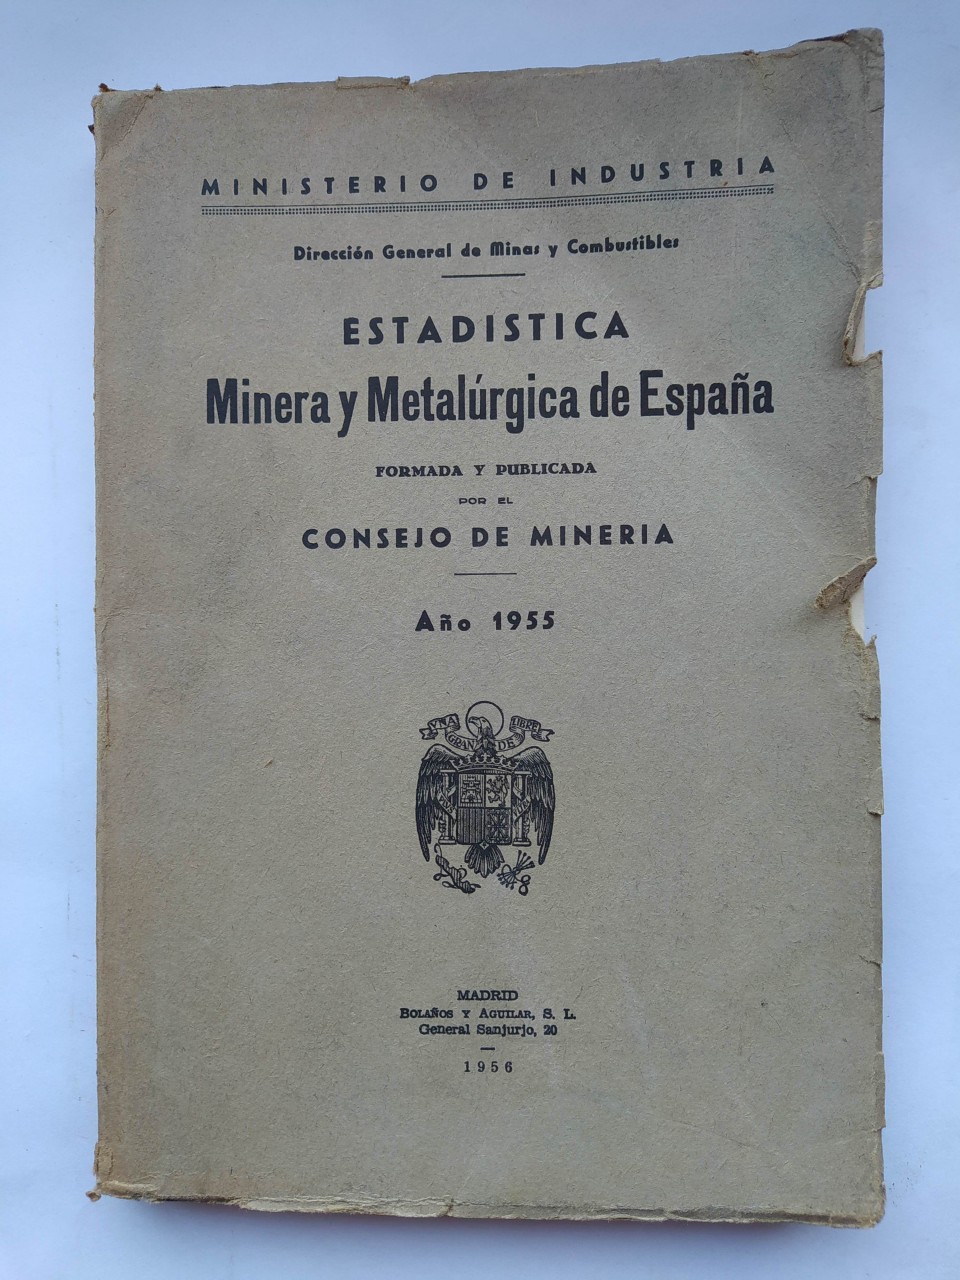 MINISTERIO DE INDUSTRIA
Dirección General de Minas y Combustibles
ESTADISTICA
Minera y Metalúrgica de España
FORMADA Y PUBLICADA
POR EL
CONSEJO DE MINERIA
Año 1955
VNA GRANDE LIBRE
MADRID
BOLAÑOS Y AGUILAR, S. L.
General Sanjurjo, 20
1956